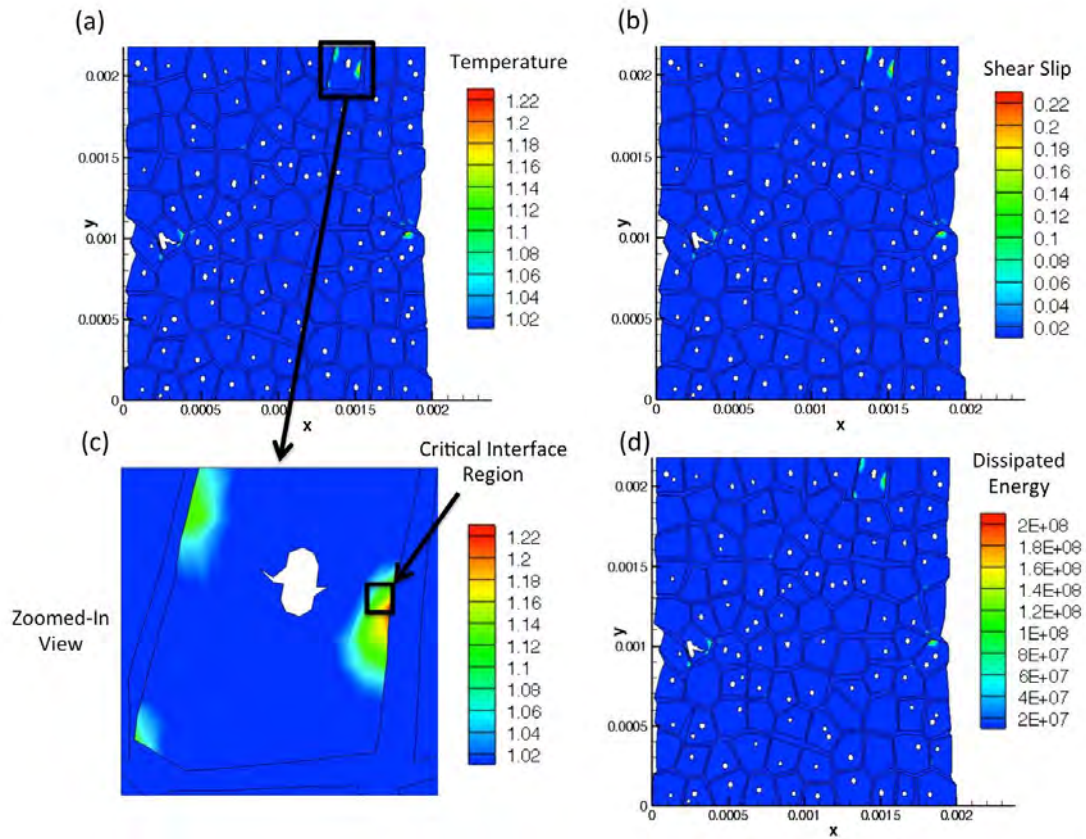 (a)
Temperature
1.22
1.2
1.18
1.16
1.14
1.12
1.1
1.08
1.06
1.04
1.02
y
0.002
0.0015
0.001
0.0005
0
0 0.0005 0.001 0.0015 0.002
x
(b)
Shear Slip
0.22
0.2
0.18
0.16
0.14
0.12
0.1
0.08
0.06
0.04
0.02
y
0.002
0.0015
0.001
0.0005
0
0 0.0005 0.001 0.0015 0.002
x
(c)
Critical Interface
Region
Zoomed-In
View
1.22
1.2
1.18
1.16
1.14
1.12
1.1
1.08
1.06
1.04
1.02
(d)
Dissipated
Energy
2E+08
1.8E+08
1.6E+08
1.4E+08
1.2E+08
1E+08
8E+07
6E+07
4E+07
2E+07
y
0.002
0.0015
0.001
0.0005
0
0 0.0005 0.001 0.0015 0.002
x